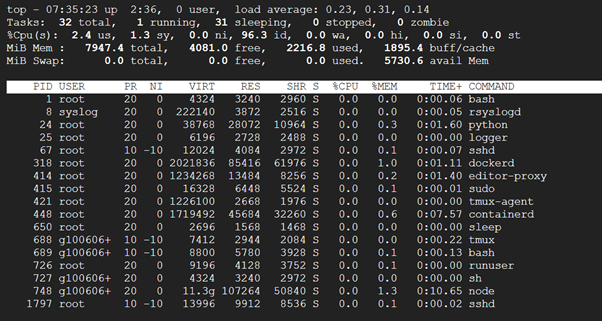 top - 07:35:23 up  2:36,  0 user,  load average: 0.23, 0.31, 0.14
Tasks:  32 total,   1 running,  31 sleeping,   0 stopped,   0 zombie
%Cpu(s):  2.4 us,  1.3 sy,  0.0 ni, 96.3 id,  0.0 wa,  0.0 hi,  0.0 si,  0.0 st
MiB Mem :   7947.4 total,   4081.0 free,   2216.8 used,   1895.4 buff/cache
MiB Swap:      0.0 total,      0.0 free,      0.0 used.   5730.6 avail Mem
PID USER      PR  NI    VIRT    RES    SHR S  %CPU  %MEM     TIME+ COMMAND
1 root      20   0    4324   3240   2960 S   0.0   0.0   0:00.06 bash
8 syslog    20   0  222140   3872   2516 S   0.0   0.0   0:00.05 rsyslogd
24 root      20   0   38768  28072  10964 S   0.0   0.3   0:01.60 python
25 root      20   0    6196   2728   2488 S   0.0   0.0   0:00.00 logger
67 root      10 -10   12024   4084   2972 S   0.0   0.1   0:00.07 sshd
318 root      20   0 2021836  85416  61976 S   0.0   1.0   0:01.11 dockerd
414 root      20   0 1234268  13484   8256 S   0.0   0.2   0:01.40 editor-proxy
415 root      20   0   16328   6448   5524 S   0.0   0.1   0:00.01 sudo
421 root      20   0 1226100   2668   1976 S   0.0   0.0   0:00.00 tmux-agent
448 root      20   0 1719492  45684  32260 S   0.0   0.6   0:07.57 containerd
650 root      20   0    2696   1568   1468 S   0.0   0.0   0:00.00 sleep
688 g100606+  10 -10    7412   2944   2084 S   0.0   0.0   0:00.22 tmux
689 g100606+  10 -10    8800   5780   3928 S   0.0   0.1   0:00.13 bash
726 root      20   0    9196   4128   3752 S   0.0   0.1   0:00.00 runuser
727 g100606+  20   0    4324   3240   2972 S   0.0   0.0   0:00.00 sh
748 g100606+  20   0   11.3g 107264  50840 S   0.0   1.3   0:10.65 node
1797 root      10 -10   13996   9912   8536 S   0.0   0.1   0:00.02 sshd